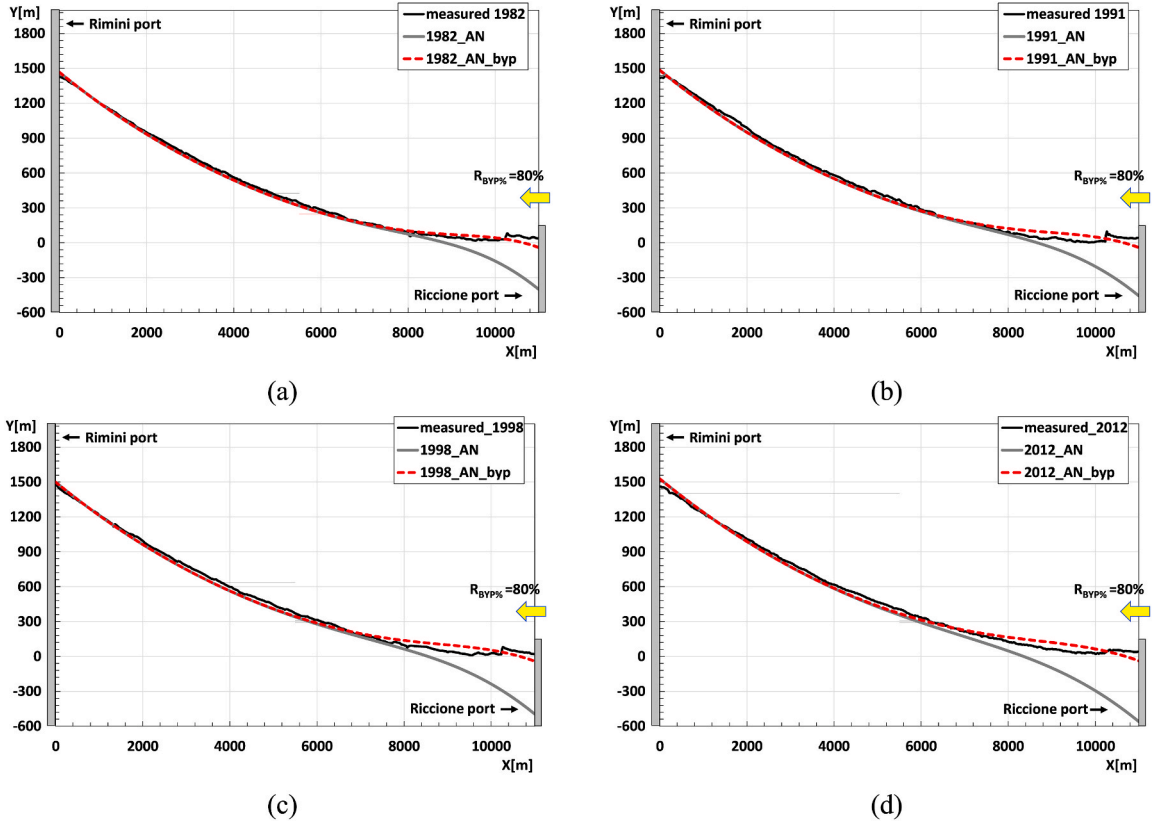 Y[m]
1800
1500
1200
900
600
300
0
-300
-600
← Rimini port
measured 1982
1982_AN
1982_AN_byp
R BYP% =80%
Riccione port →
0 2000 4000 6000 8000 10000
X[m]
(a)
Y[m]
1800
1500
1200
900
600
300
0
-300
-600
← Rimini port
measured 1991
1991_AN
1991_AN_byp
R BYP% =80%
Riccione port →
0 2000 4000 6000 8000 10000
X[m]
(b)
Y[m]
1800
1500
1200
900
600
300
0
-300
-600
← Rimini port
measured_1998
1998_AN
1998_AN_byp
R BYP% =80%
Riccione port →
0 2000 4000 6000 8000 10000
X[m]
(c)
Y[m]
1800
1500
1200
900
600
300
0
-300
-600
← Rimini port
measured_2012
2012_AN
2012_AN_byp
R BYP% =80%
Riccione port →
0 2000 4000 6000 8000 10000
X[m]
(d)